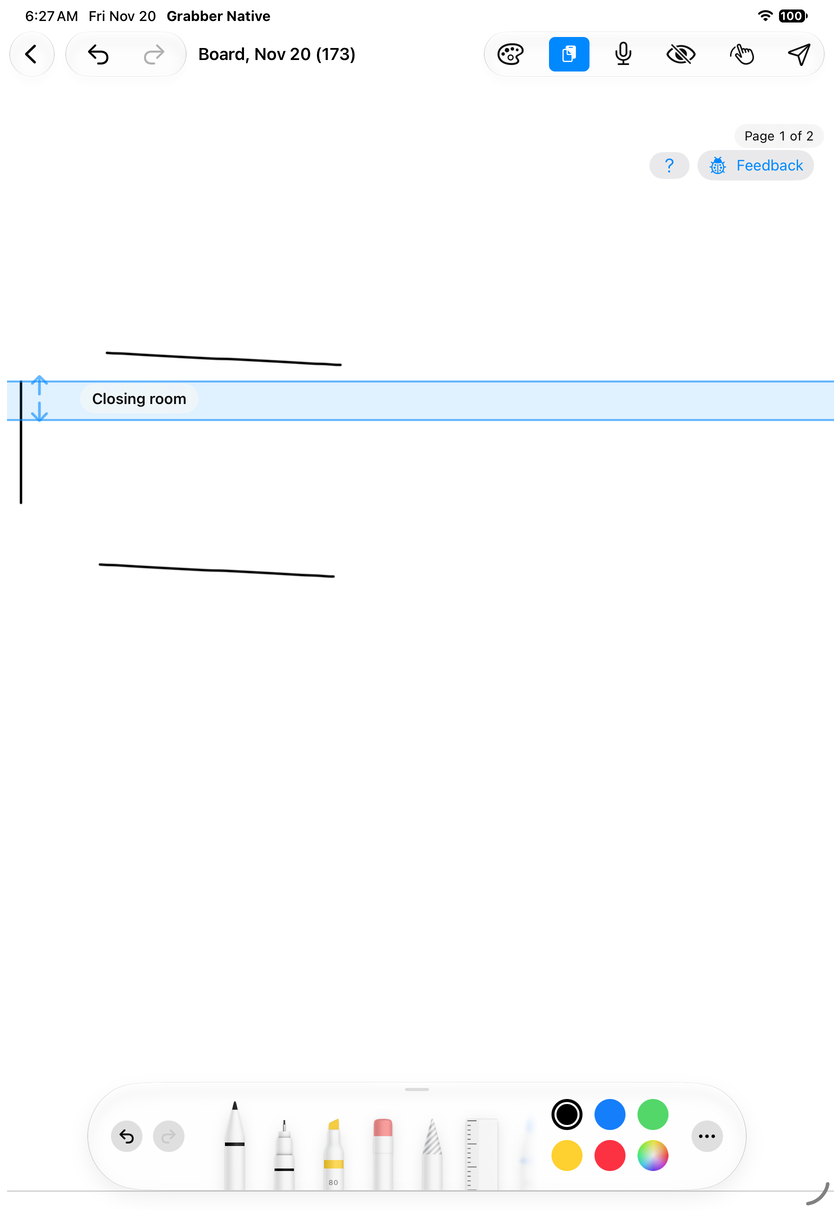 6:27 AM Fri Nov 20 Grabber Native 100
Board, Nov 20 (173)
Page 1 of 2
? Feedback
Closing room
80